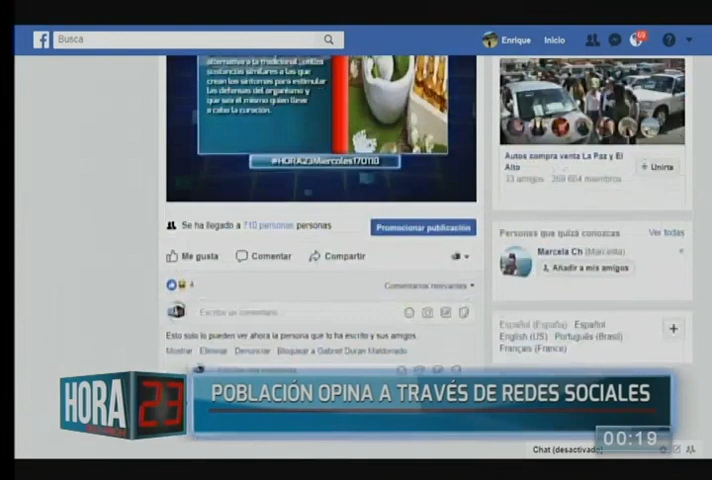 Busca
Enrique
Inicio
69
alternativa a la tradicional, utiliza
sustancias similares a las que
crean los síntomas para estimular
las defensas del organismo y
que sea el mismo quien lleve
a cabo la curación.
#HORA23Miercoles170118
Se ha llegado a 710 personas personas
Promocionar publicación
Me gusta
Comentar
Compartir
4
Comentarios relevantes
Escribe un comentario...
Esto solo lo pueden ver ahora la persona que lo ha escrito y sus amigos.
Mostrar Eliminar Denunciar Bloquear a Gabriel Duran Maldonado
Autos compra venta La Paz y El
Alto
33 amigos
miembros
+ Unirte
Personas que quizá conozcas
Ver todas
Marcela Ch
Añadir a mis amigos
Español (España) Español
English (US) Português (Brasil)
Français (France)
+
HORA 23
POBLACIÓN OPINA A TRAVÉS DE REDES SOCIALES
00:19
Chat (desactivado)